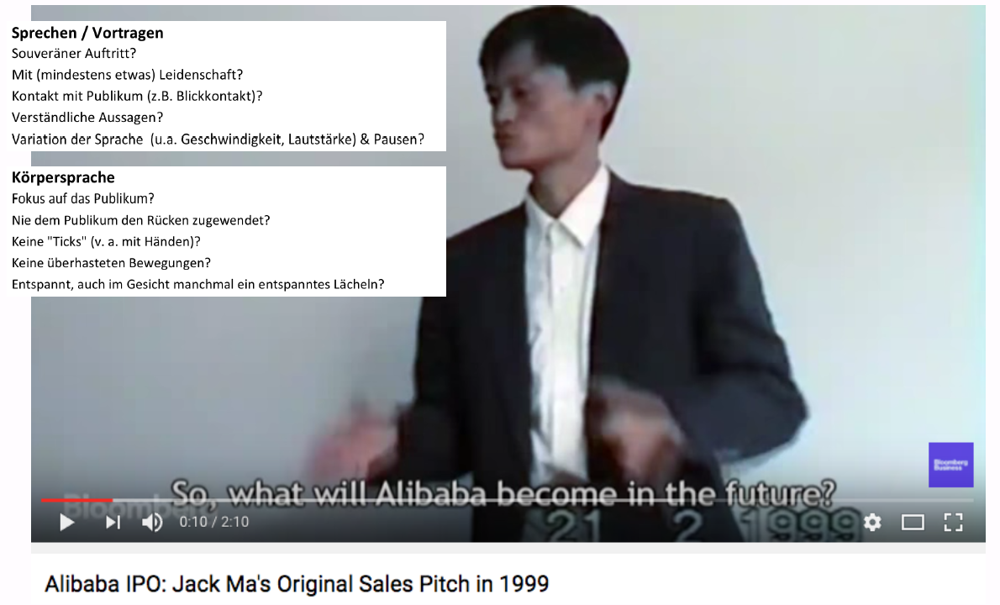 Sprechen / Vortragen
Souveräner Auftritt?
Mit (mindestens etwas) Leidenschaft?
Kontakt mit Publikum (z.B. Blickkontakt)?
Verständliche Aussagen?
Variation der Sprache (u.a. Geschwindigkeit, Lautstärke) & Pausen?
Körpersprache
Fokus auf das Publikum?
Nie dem Publikum den Rücken zugewendet?
Keine "Ticks" (v. a. mit Händen)?
Keine überhasteten Bewegungen?
Entspannt, auch im Gesicht manchmal ein entspanntes Lächeln?
Bloomberg
Business
So, what will Alibaba become in the future?
0:10 / 2:10
21 2 1999
Alibaba IPO: Jack Ma's Original Sales Pitch in 1999